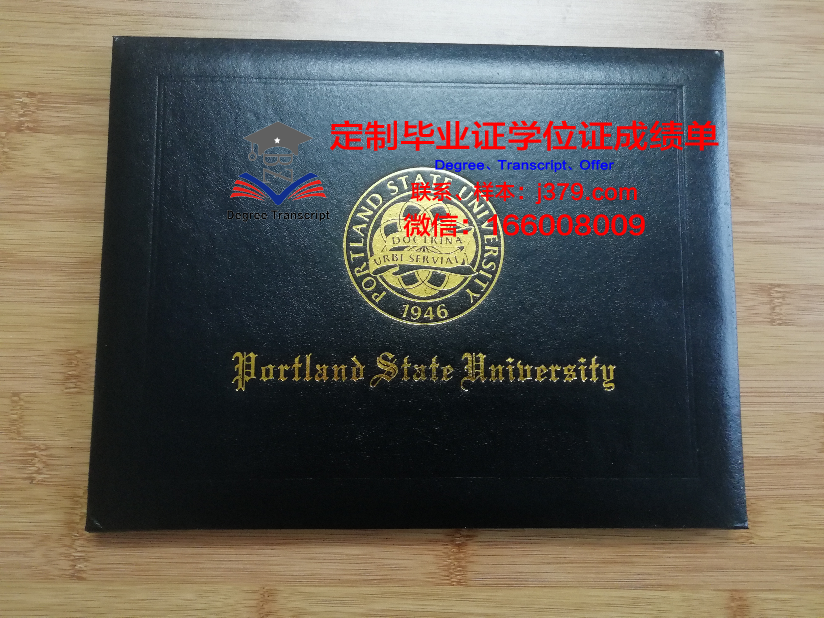 定制毕业证学位证成绩单
Degree、Transcript、Offer
联系、样本：j379.com
微信：166008009
Degree Transcript
PORTLAND STATE UNIVERSITY
DOCTRINA
URBI SERVIAT
1946
Portland State University